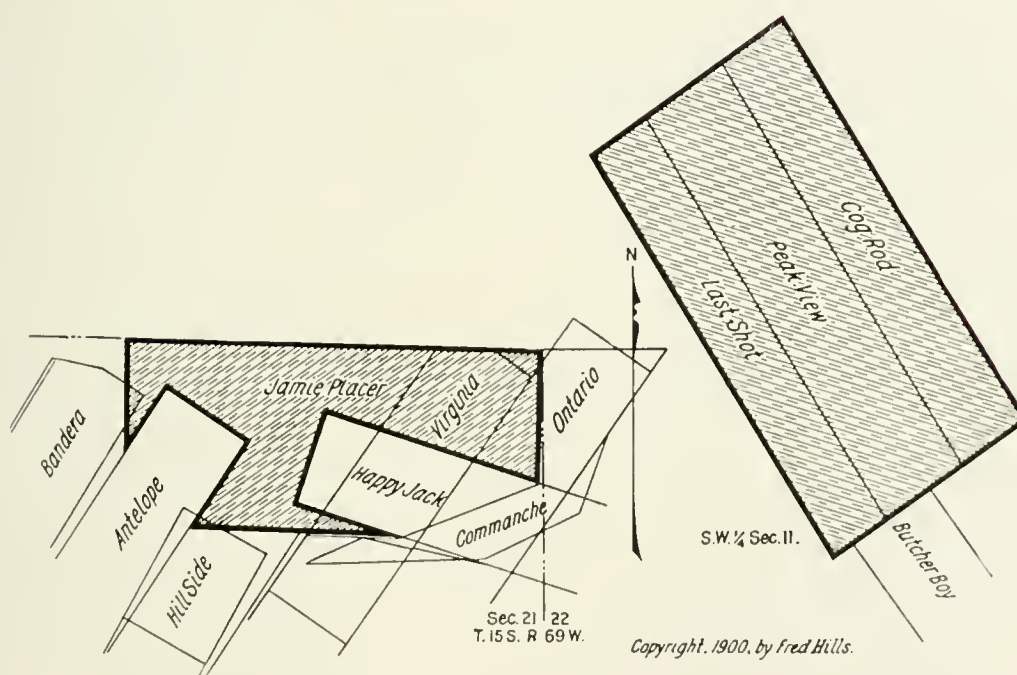 N
Cog Rod
Peak View
Last Shot
Jamie Placer
Virginia
Ontario
Bandera
Antelope
Happy Jack
Commanche
Hill Side
S.W. ¼ Sec. 11.
Butcher Boy
Sec. 21 | 22
T. 15 S. R 69 W.
Copyright. 1900, by Fred Hills.